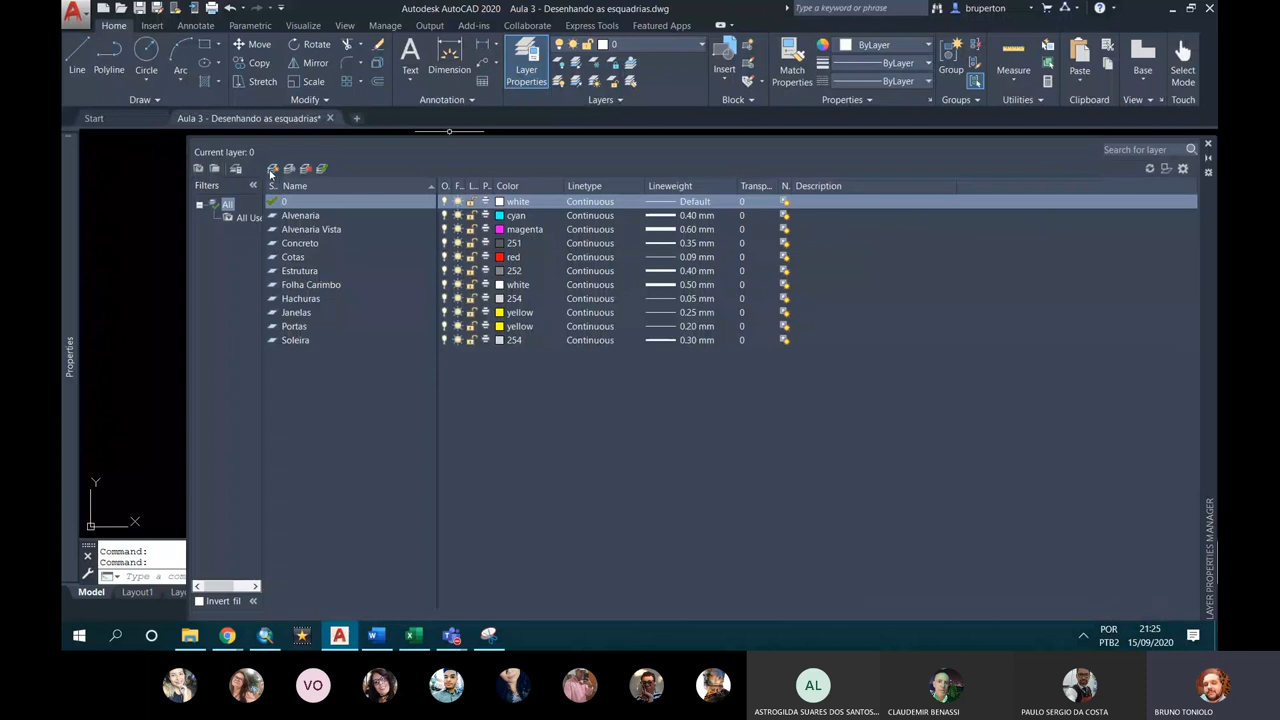 Autodesk AutoCAD 2020 Aula 3 - Desenhando as esquadrias.dwg
Type a keyword or phrase
bruperton
Home Insert Annotate Parametric Visualize View Manage Output Add-ins Collaborate Express Tools Featured Apps
Line Polyline Circle Arc
Move Rotate
Copy Mirror
Stretch Scale
Text Dimension
Layer Properties
0
Insert
Match Properties
ByLayer
ByLayer
ByLayer
Group Measure Paste Base Select Mode
Draw Modify Annotation Layers Block Properties Groups Utilities Clipboard View Touch
Start Aula 3 - Desenhando as esquadrias*
Current layer: 0
Search for layer
Filters S.. Name O. F.. L... P.. Color Linetype Lineweight Transp... N. Description
All
All Use
0 white Continuous Default 0
Alvenaria cyan Continuous 0.40 mm 0
Alvenaria Vista magenta Continuous 0.60 mm 0
Concreto 251 Continuous 0.35 mm 0
Cotas red Continuous 0.09 mm 0
Estrutura 252 Continuous 0.40 mm 0
Folha Carimbo white Continuous 0.50 mm 0
Hachuras 254 Continuous 0.05 mm 0
Janelas yellow Continuous 0.25 mm 0
Portas yellow Continuous 0.20 mm 0
Soleira 254 Continuous 0.30 mm 0
Properties
Y
X
Command:
Command:
Type a com
Model Layout1 Lay
Invert fil
LAYER PROPERTIES MANAGER
POR
PTB2
21:25
15/09/2020
VO
AL
ASTROGILDA SUARES DOS SANTOS...
CLAUDEMIR BENASSI
PAULO SERGIO DA COSTA
BRUNO TONIOLO